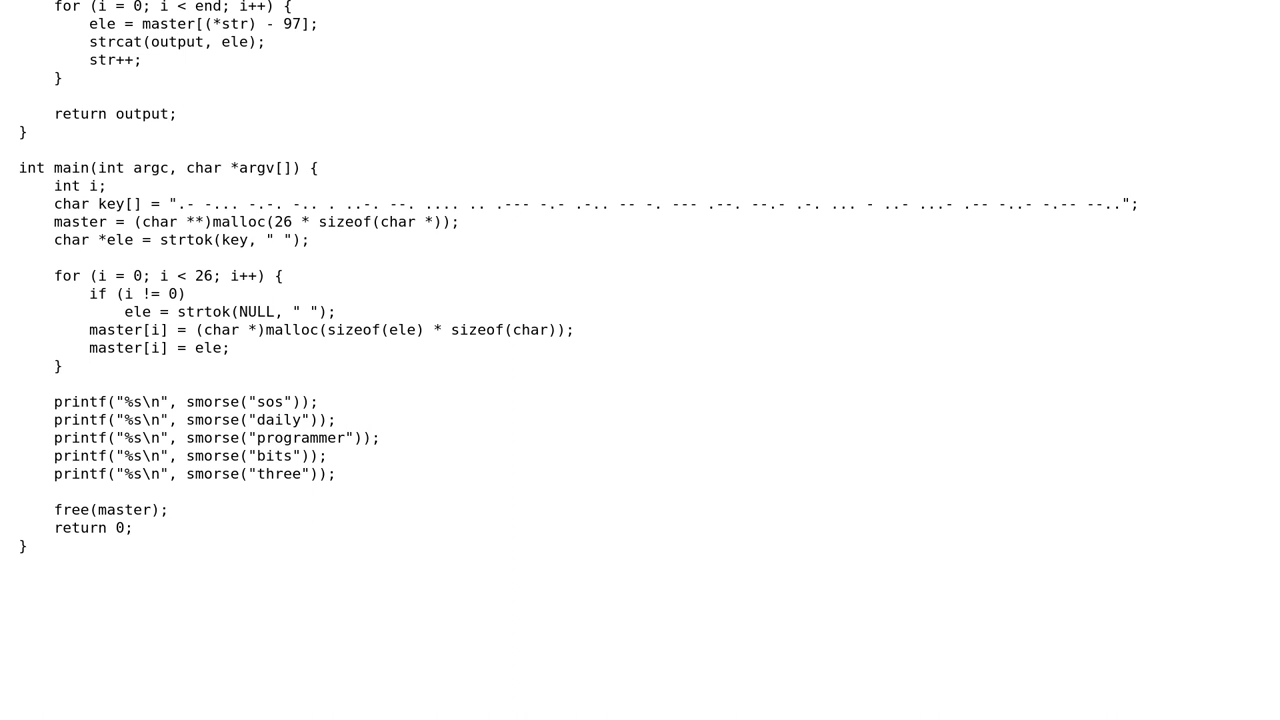 for (i = 0; i < end; i++) {
        ele = master[(*str) - 97];
        strcat(output, ele);
        str++;
    }

    return output;
}

int main(int argc, char *argv[]) {
    int i;
    char key[] = ".- -... -.-. -.. . ..-. --. .... .. .--- -.- .-.. -- -. --- .--. --.- .-. ... - ..- ...- .-- -..- -.-- --..";
    master = (char **)malloc(26 * sizeof(char *));
    char *ele = strtok(key, " ");

    for (i = 0; i < 26; i++) {
        if (i != 0)
            ele = strtok(NULL, " ");
        master[i] = (char *)malloc(sizeof(ele) * sizeof(char));
        master[i] = ele;
    }

    printf("%s\n", smorse("sos"));
    printf("%s\n", smorse("daily"));
    printf("%s\n", smorse("programmer"));
    printf("%s\n", smorse("bits"));
    printf("%s\n", smorse("three"));

    free(master);
    return 0;
}